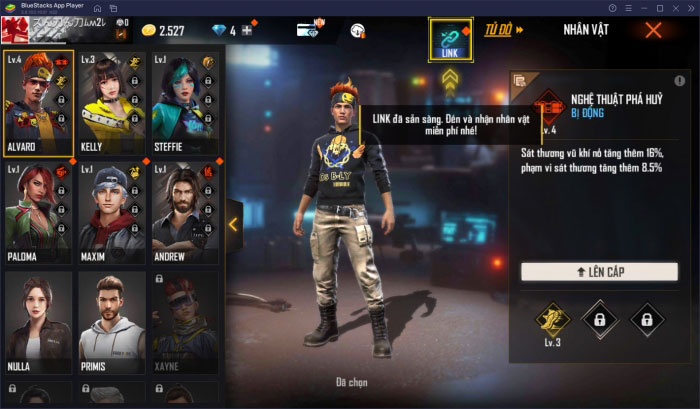 BlueStacks App Player
0
2.527
4
NEW
LINK
TỦ ĐỒ
NHÂN VẬT
LINK đã sẵn sàng. Đến và nhận nhân vật
miễn phí nhé!
Lv.4
ALVARO
Lv.3
KELLY
Lv.1
STEFFIE
Lv.1
PALOMA
Lv.1
MAXIM
Lv.1
ANDREW
NULLA
PRIMIS
XAYNE
Đã chọn
NGHỆ THUẬT PHÁ HUỶ
BỊ ĐỘNG
Lv. 4
Sát thương vũ khí nổ tăng thêm 16%,
phạm vi sát thương tăng thêm 8.5%
LÊN CẤP
Lv. 3